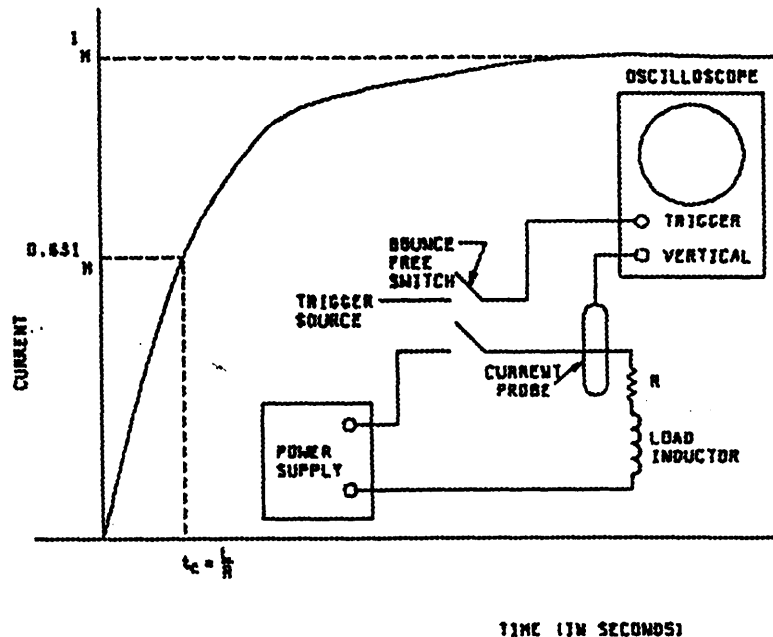 I
M
OSCILLOSCOPE
TRIGGER
VERTICAL
BOUNCE
FREE
SWITCH
0.631
M
TRIGGER
SOURCE
CURRENT
CURRENT
PROBE
R
POWER
SUPPLY
LOAD
INDUCTOR
tc = L/R
TIME (IN SECONDS)